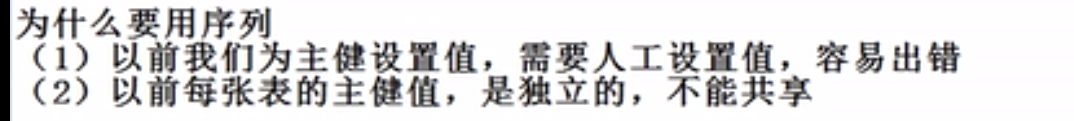 为什么要用序列
（1）以前我们为主健设置值，需要人工设置值，容易出错
（2）以前每张表的主健值，是独立的，不能共享